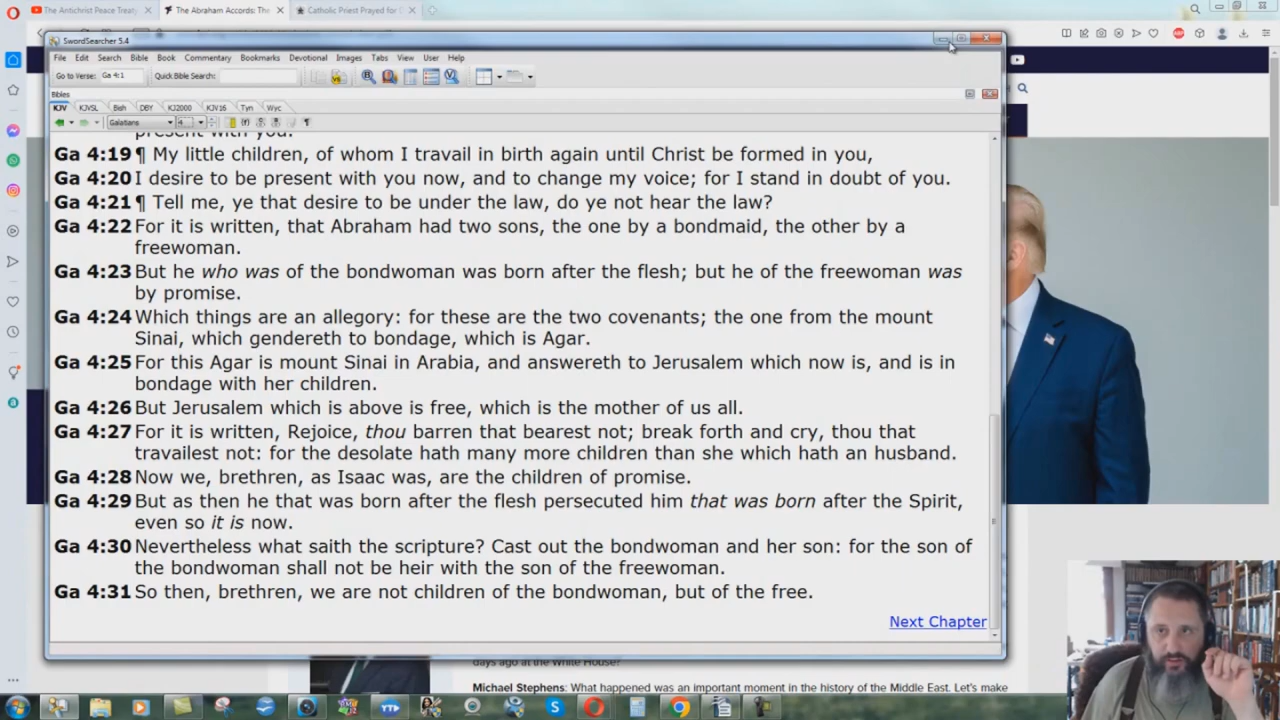 The Antichrist Peace Treaty
The Abraham Accords: The
Catholic Priest Prayed for
SwordSearcher 5.4
File Edit Search Bible Book Commentary Bookmarks Devotional Images Tabs View User Help
Go to Verse: Ga 4:1 Quick Bible Search:
Bibles
KJV KJVSL Bish DBY KJ2000 KJV16 Tyn Wyc
Galatians 4
present with you.
Ga 4:19 ¶ My little children, of whom I travail in birth again until Christ be formed in you,
Ga 4:20 I desire to be present with you now, and to change my voice; for I stand in doubt of you.
Ga 4:21 ¶ Tell me, ye that desire to be under the law, do ye not hear the law?
Ga 4:22 For it is written, that Abraham had two sons, the one by a bondmaid, the other by a
freewoman.
Ga 4:23 But he who was of the bondwoman was born after the flesh; but he of the freewoman was
by promise.
Ga 4:24 Which things are an allegory: for these are the two covenants; the one from the mount
Sinai, which gendereth to bondage, which is Agar.
Ga 4:25 For this Agar is mount Sinai in Arabia, and answereth to Jerusalem which now is, and is in
bondage with her children.
Ga 4:26 But Jerusalem which is above is free, which is the mother of us all.
Ga 4:27 For it is written, Rejoice, thou barren that bearest not; break forth and cry, thou that
travailest not: for the desolate hath many more children than she which hath an husband.
Ga 4:28 Now we, brethren, as Isaac was, are the children of promise.
Ga 4:29 But as then he that was born after the flesh persecuted him that was born after the Spirit,
even so it is now.
Ga 4:30 Nevertheless what saith the scripture? Cast out the bondwoman and her son: for the son of
the bondwoman shall not be heir with the son of the freewoman.
Ga 4:31 So then, brethren, we are not children of the bondwoman, but of the free.
Next Chapter
days ago at the White House?
Michael Stephens: What happened was an important moment in the history of the Middle East. Let's make